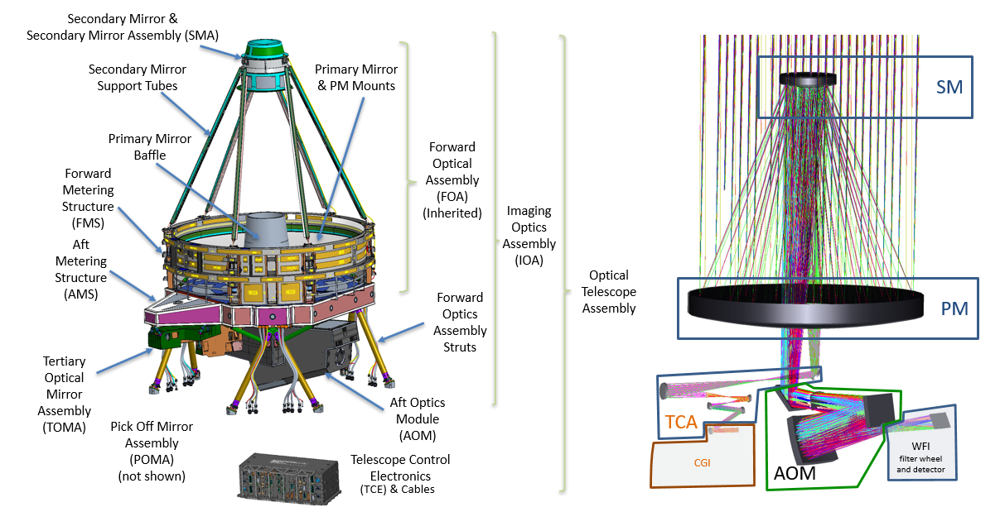 Secondary Mirror &
Secondary Mirror Assembly (SMA)
Secondary Mirror
Support Tubes
Primary Mirror
& PM Mounts
Primary Mirror
Baffle
Forward
Metering
Structure
(FMS)
Aft
Metering
Structure
(AMS)
Forward
Optical
Assembly
(FOA)
(Inherited)
Imaging
Optics
Assembly
(IOA)
Optical
Telescope
Assembly
Forward
Optics
Assembly
Struts
Tertiary
Optical
Mirror
Assembly
(TOMA)
Pick Off Mirror
Assembly
(POMA)
(not shown)
Aft Optics
Module
(AOM)
Telescope Control
Electronics
(TCE) & Cables
SM
PM
TCA
CGI
AOM
WFI
filter wheel
and detector